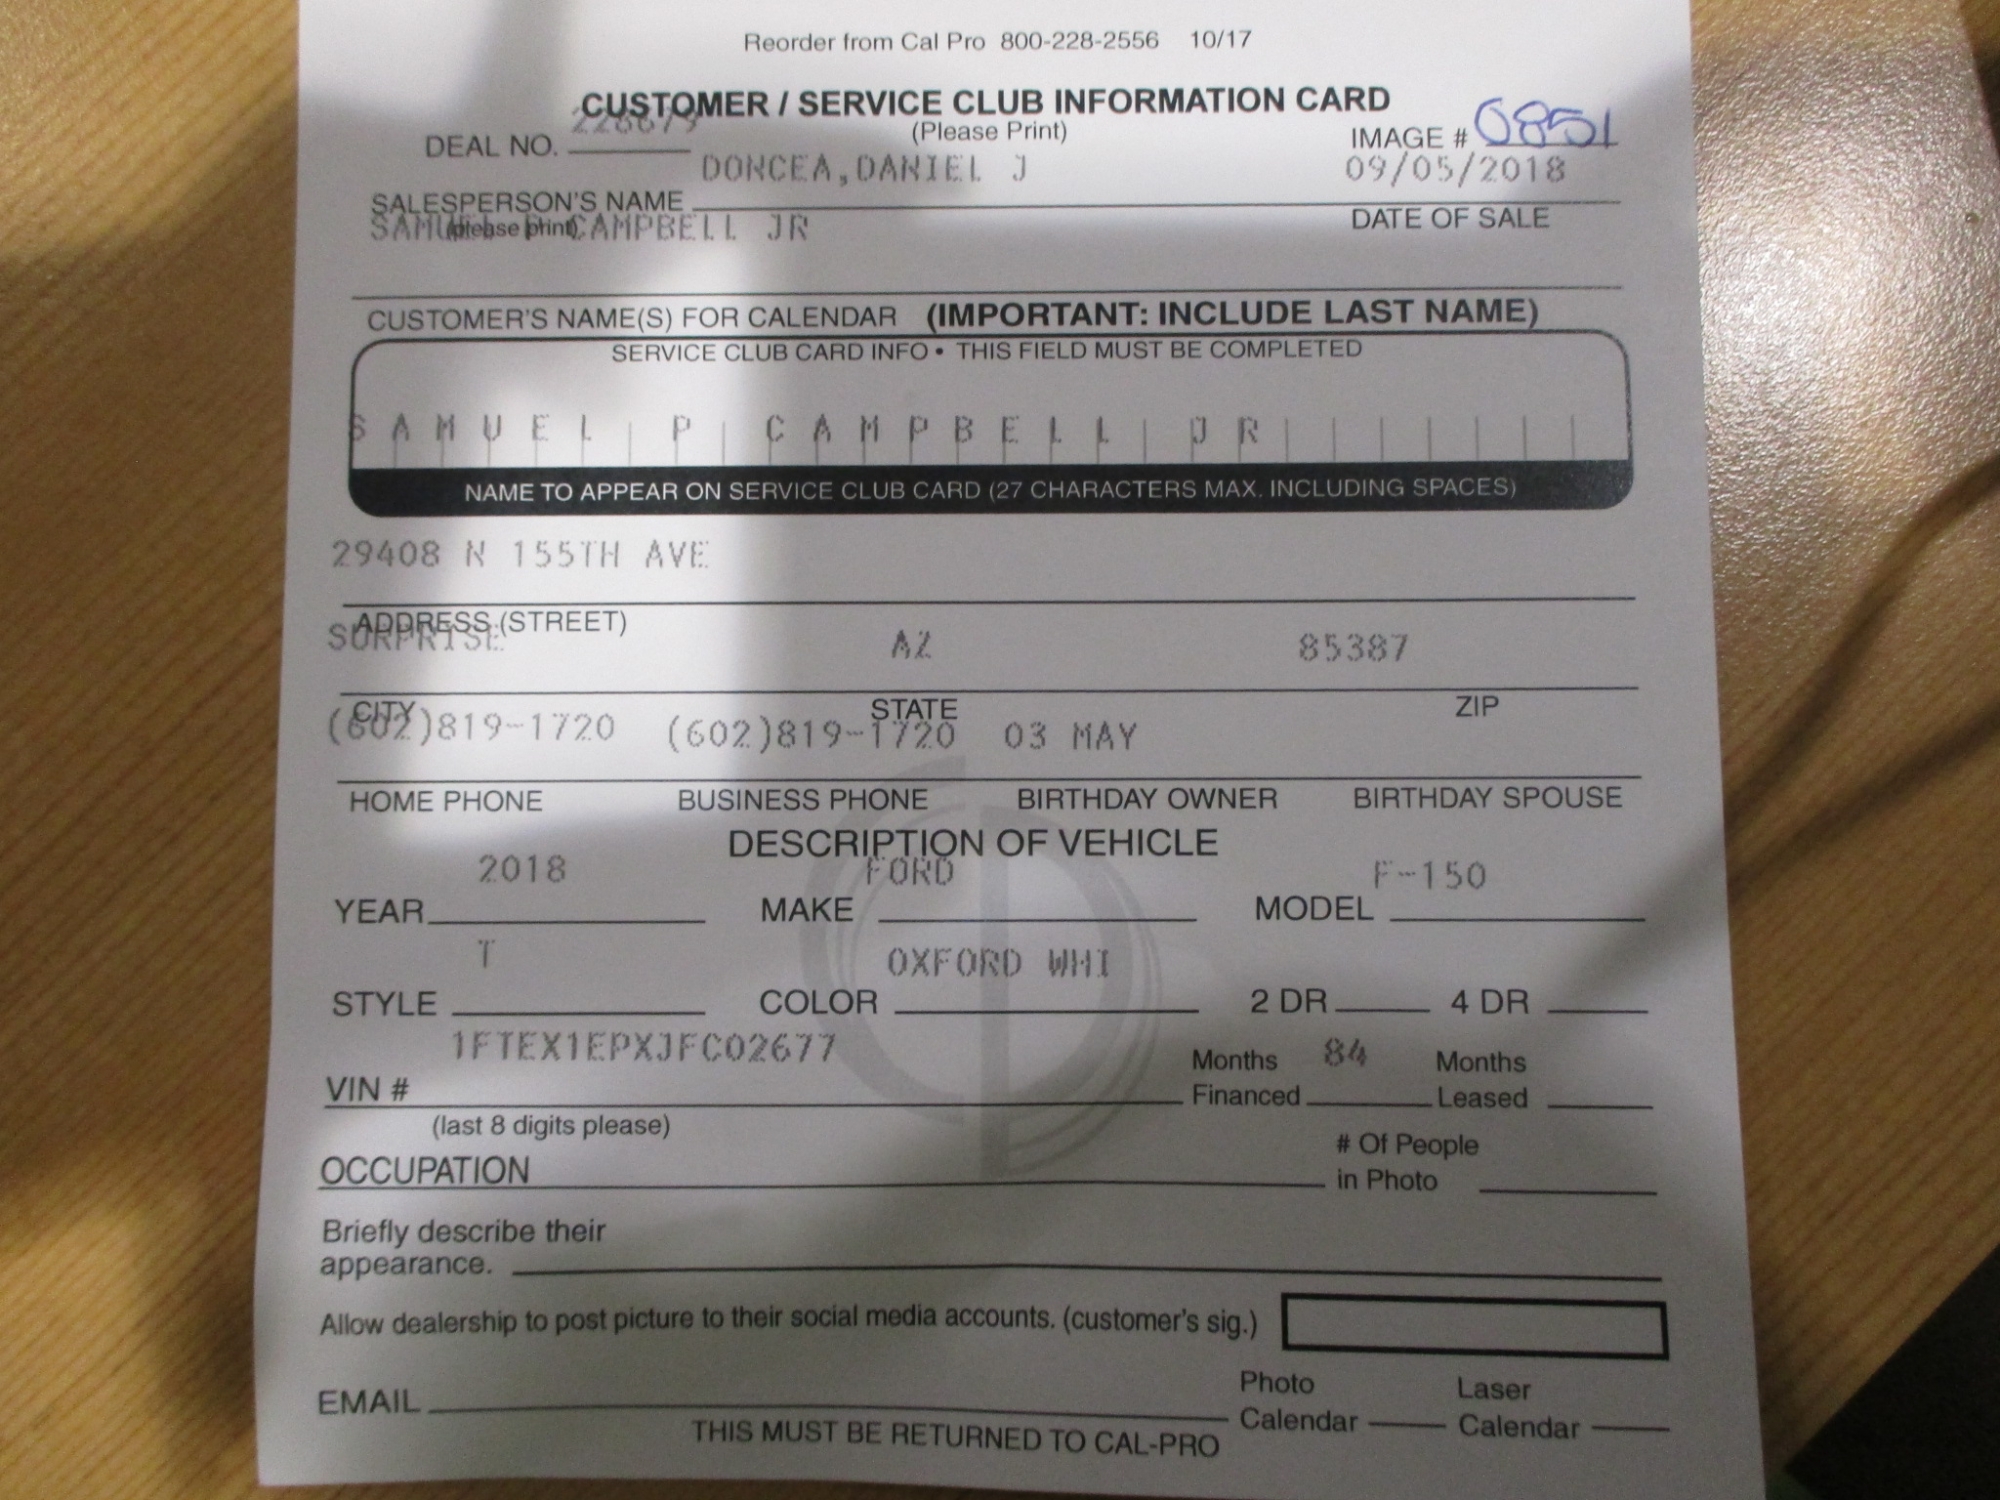 Reorder from Cal Pro 800-228-2556 10/17
CUSTOMER / SERVICE CLUB INFORMATION CARD
(Please Print)
DEAL NO. 228679
IMAGE # 0851
DONCEA,DANIEL J 09/05/2018
SALESPERSON'S NAME DATE OF SALE
(please print)
SAMUEL P CAMPBELL JR
CUSTOMER'S NAME(S) FOR CALENDAR (IMPORTANT: INCLUDE LAST NAME)
SERVICE CLUB CARD INFO • THIS FIELD MUST BE COMPLETED
SAMUEL P CAMPBELL JR
NAME TO APPEAR ON SERVICE CLUB CARD (27 CHARACTERS MAX. INCLUDING SPACES)
29408 N 155TH AVE
ADDRESS (STREET)
SURPRISE AZ 85387
CITY STATE ZIP
(602)819-1720 (602)819-1720 03 MAY
HOME PHONE BUSINESS PHONE BIRTHDAY OWNER BIRTHDAY SPOUSE
DESCRIPTION OF VEHICLE
2018 FORD F-150
YEAR MAKE MODEL
T OXFORD WHI
STYLE COLOR 2 DR 4 DR
1FTEX1EPXJFC02677
VIN # Months Financed 84 Months Leased
(last 8 digits please)
OCCUPATION # Of People in Photo
Briefly describe their
appearance.
Allow dealership to post picture to their social media accounts. (customer's sig.)
EMAIL Photo Calendar Laser Calendar
THIS MUST BE RETURNED TO CAL-PRO